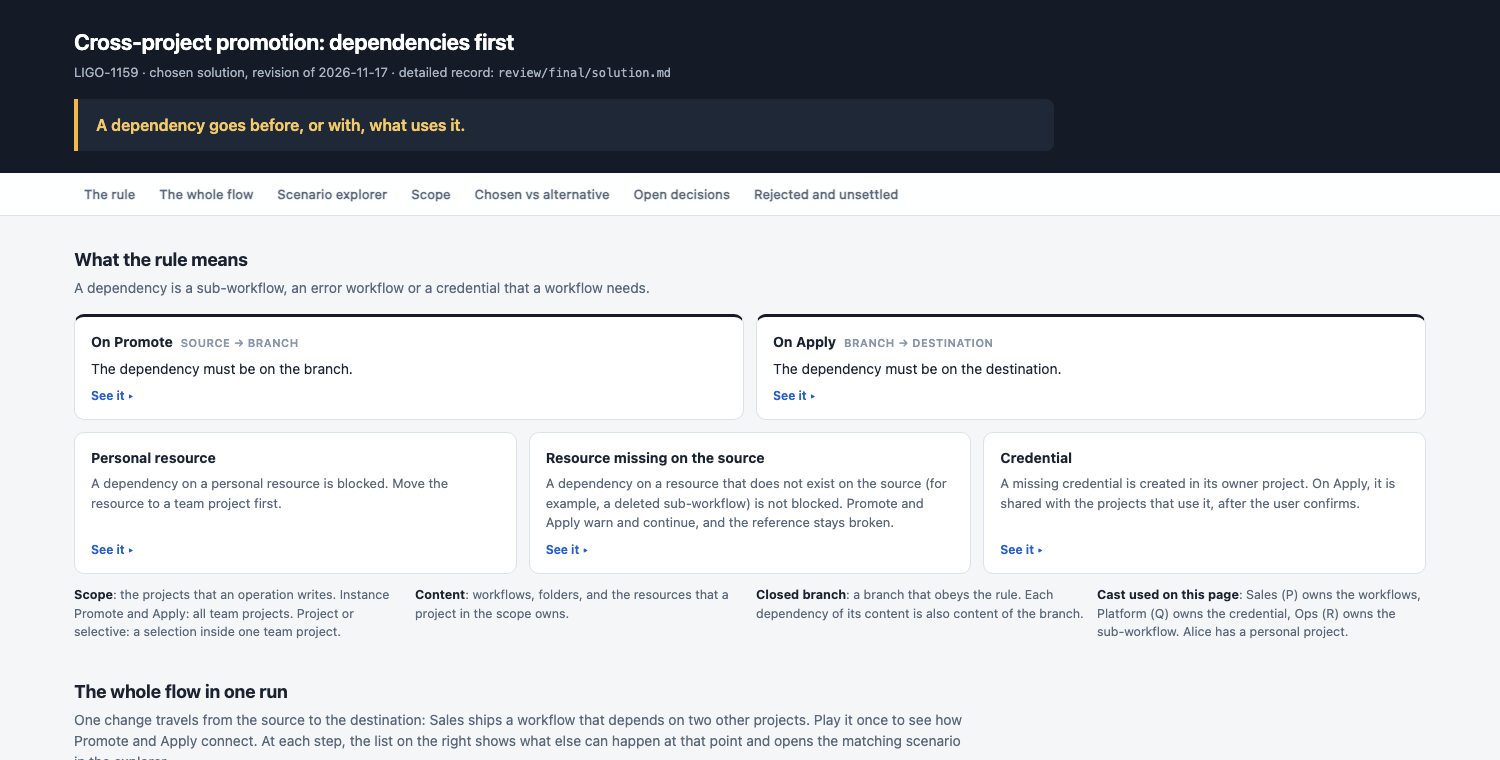 Cross-project promotion: dependencies first
LIGO-1159 · chosen solution, revision of 2026-11-17 · detailed record: review/final/solution.md
A dependency goes before, or with, what uses it.
The rule
The whole flow
Scenario explorer
Scope
Chosen vs alternative
Open decisions
Rejected and unsettled
What the rule means
A dependency is a sub-workflow, an error workflow or a credential that a workflow needs.
On Promote SOURCE → BRANCH
The dependency must be on the branch.
See it ▸
On Apply BRANCH → DESTINATION
The dependency must be on the destination.
See it ▸
Personal resource
A dependency on a personal resource is blocked. Move the
resource to a team project first.
See it ▸
Resource missing on the source
A dependency on a resource that does not exist on the source (for
example, a deleted sub-workflow) is not blocked. Promote and
Apply warn and continue, and the reference stays broken.
See it ▸
Credential
A missing credential is created in its owner project. On Apply, it is
shared with the projects that use it, after the user confirms.
See it ▸
Scope: the projects that an operation writes. Instance
Promote and Apply: all team projects. Project or
selective: a selection inside one team project.
Content: workflows, folders, and the resources that a
project in the scope owns.
Closed branch: a branch that obeys the rule. Each
dependency of its content is also content of the branch.
Cast used on this page: Sales (P) owns the workflows,
Platform (Q) owns the credential, Ops (R) owns the
sub-workflow. Alice has a personal project.
The whole flow in one run
One change travels from the source to the destination: Sales ships a workflow that depends on two other projects. Play it once to see how
Promote and Apply connect. At each step, the list on the right shows what else can happen at that point and opens the matching scenario
in the explorer.